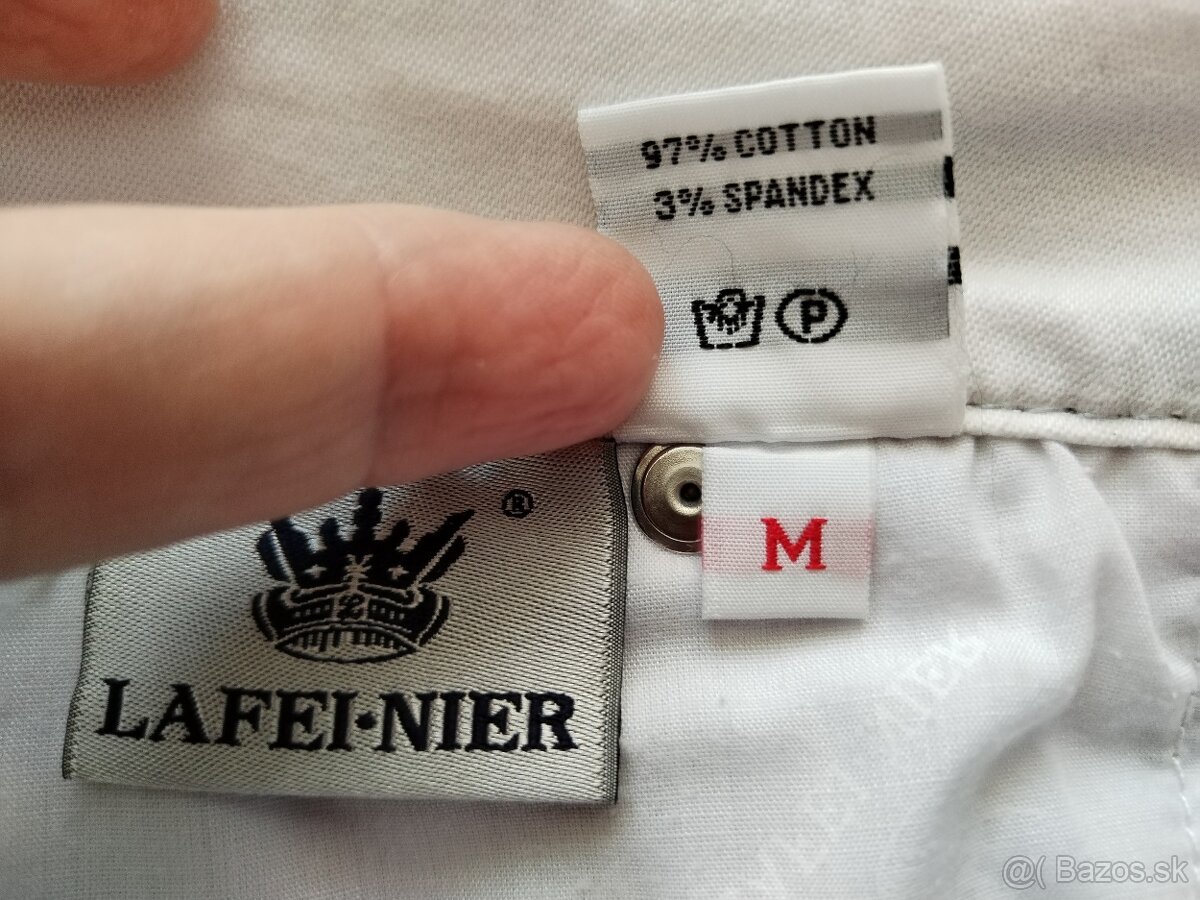 97% COTTON
3% SPANDEX
P
®
LAFEI·NIER
M
@( Bazos.sk